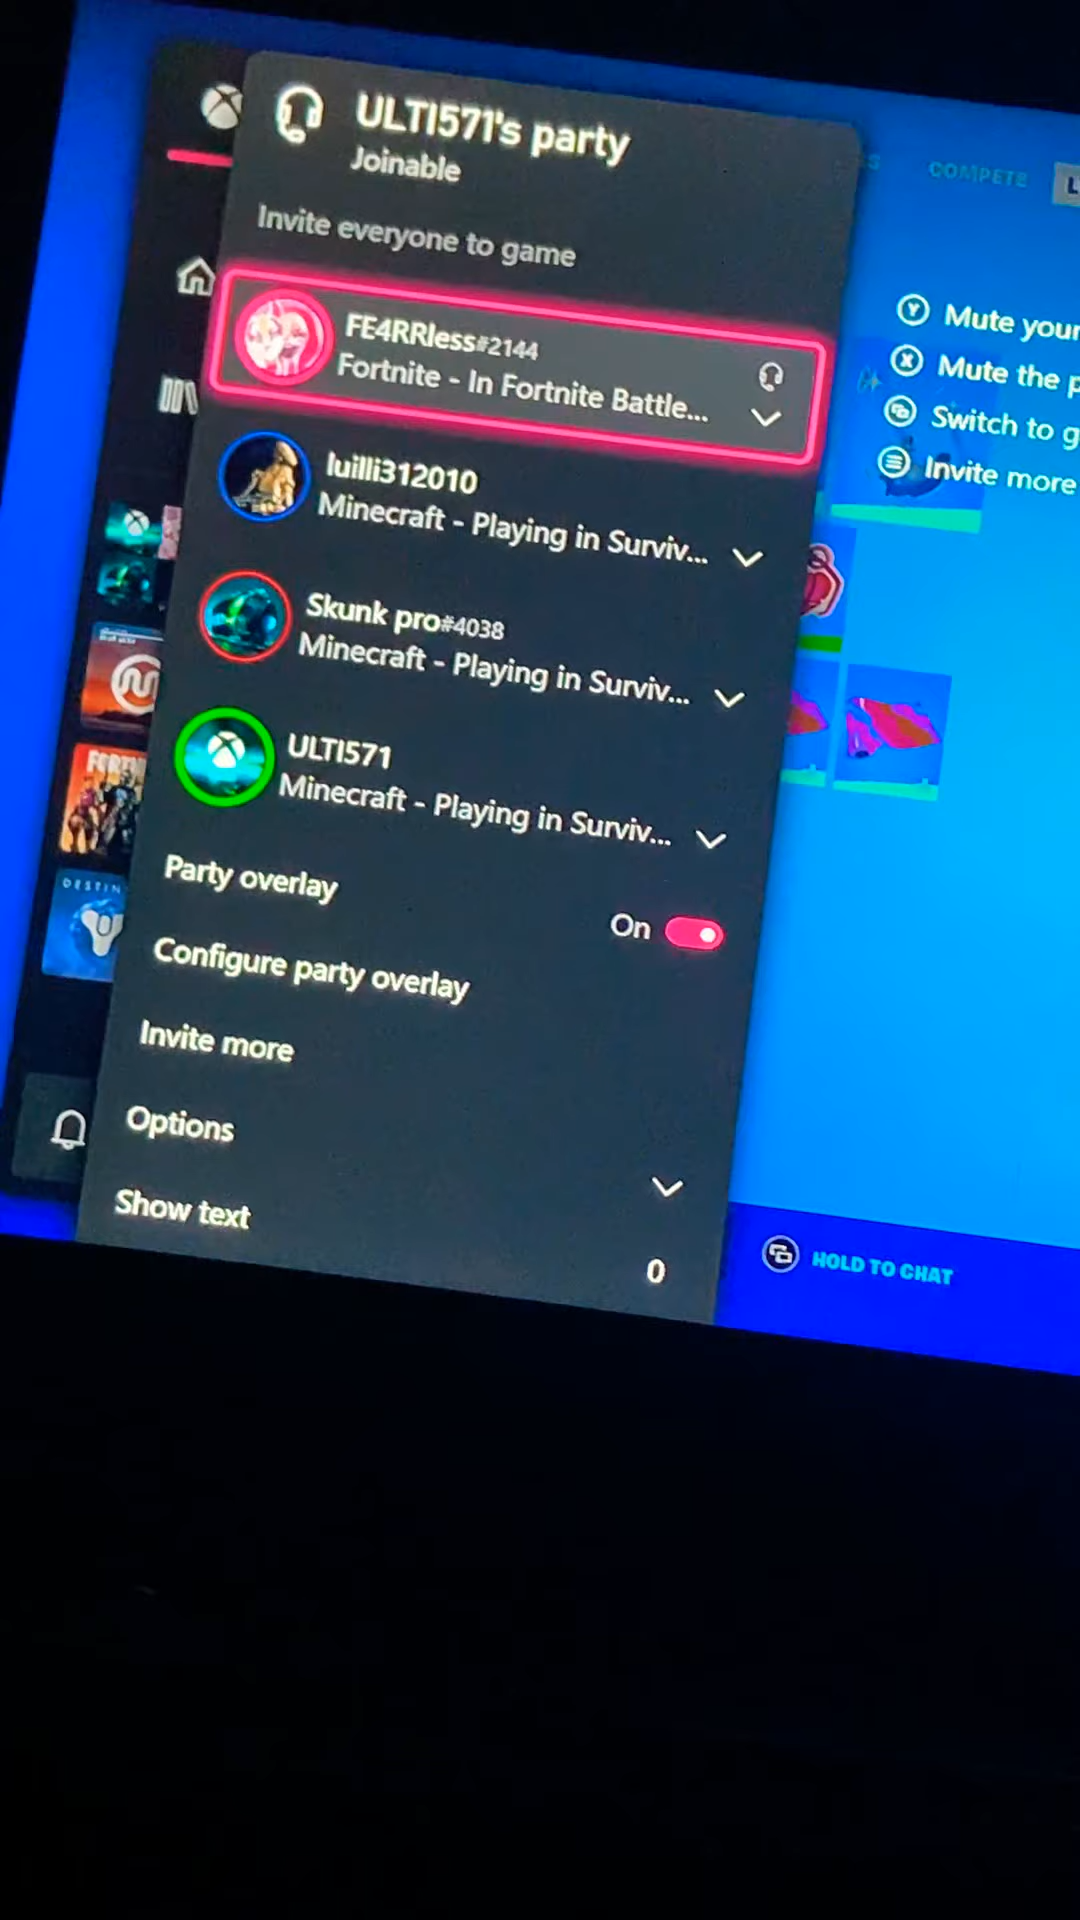 ULTI571's party
Joinable
Invite everyone to game
FE4RRless#2144
Fortnite - In Fortnite Battle...
luilli312010
Minecraft - Playing in Surviv...
Skunk pro#4038
Minecraft - Playing in Surviv...
ULTI571
Minecraft - Playing in Surviv...
Party overlay
On
Configure party overlay
Invite more
Options
Show text
0
COMPETE
Mute your
Mute the p
Switch to g
Invite more
HOLD TO CHAT
FORTN
DESTIN